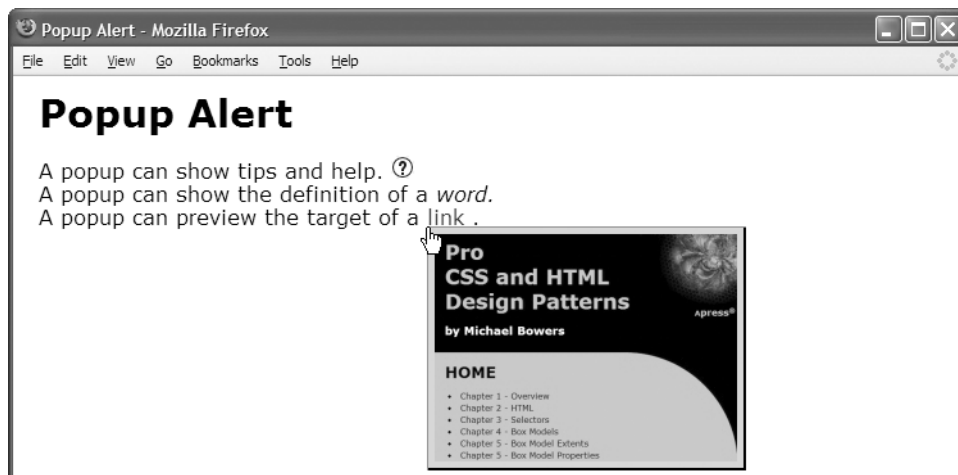 Popup Alert - Mozilla Firefox
File Edit View Go Bookmarks Tools Help
Popup Alert
A popup can show tips and help. ?
A popup can show the definition of a word.
A popup can preview the target of a link .
Pro
CSS and HTML
Design Patterns
Apress®
by Michael Bowers
HOME
• Chapter 1 - Overview
• Chapter 2 - HTML
• Chapter 3 - Selectors
• Chapter 4 - Box Models
• Chapter 5 - Box Model Extents
• Chapter 5 - Box Model Properties